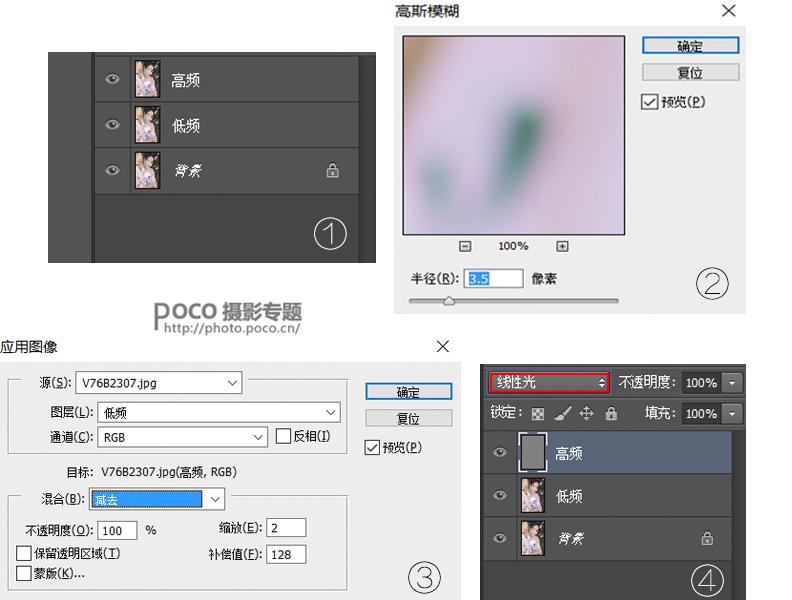 高频
低频
背景
①
高斯模糊
确定
复位
预览(P)
100%
半径(R): 3.5 像素
②
poco 摄影专题
http://photo.poco.cn/
应用图像
源(S): V76B2307.jpg
图层(L): 低频
通道(C): RGB 反相(I)
目标: V76B2307.jpg(高频, RGB)
混合(B): 减去
不透明度(O): 100 % 缩放(E): 2
保留透明区域(T) 补偿值(F): 128
蒙版(K)...
确定
复位
预览(P)
③
线性光 不透明度: 100%
锁定: 填充: 100%
高频
低频
背景
④